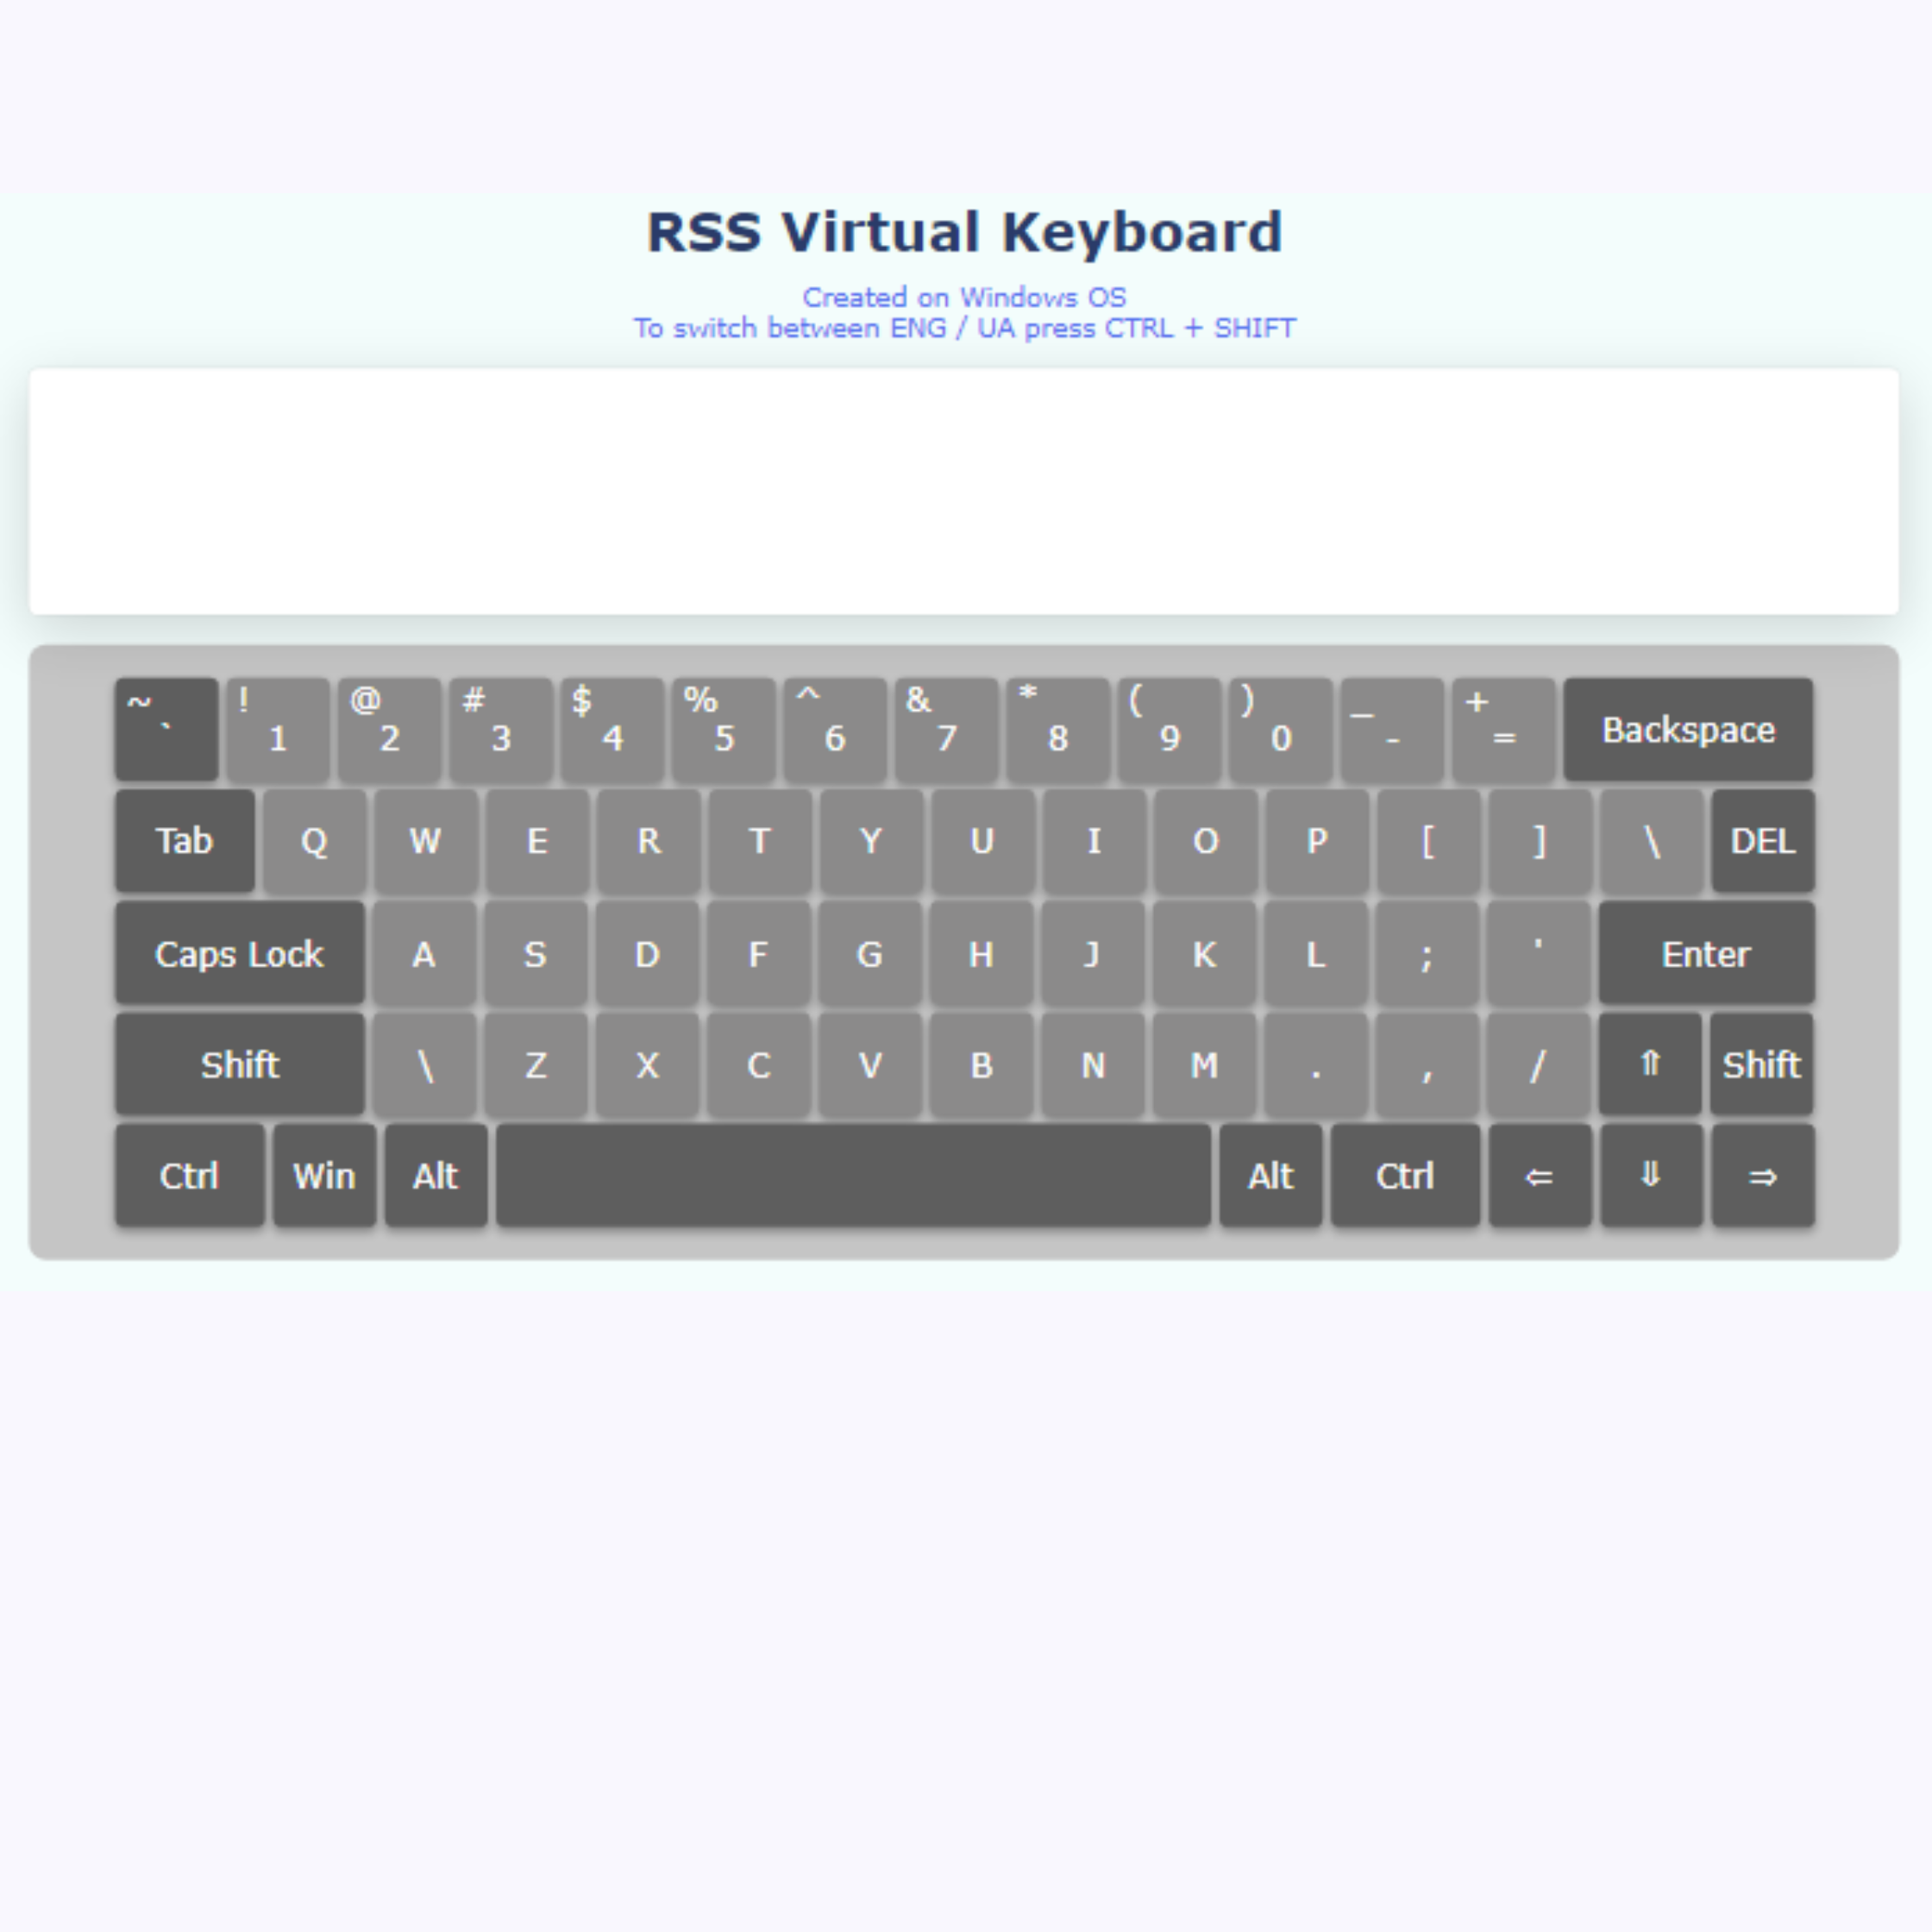 RSS Virtual Keyboard
Created on Windows OS
To switch between ENG / UA press CTRL + SHIFT
~ ` ! 1 @ 2 # 3 $ 4 % 5 ^ 6 & 7 * 8 ( 9 ) 0 _ - + = Backspace
Tab Q W E R T Y U I O P [ ] \ DEL
Caps Lock A S D F G H J K L ; ' Enter
Shift \ Z X C V B N M . , / ⇑ Shift
Ctrl Win Alt Alt Ctrl ⇐ ⇓ ⇒